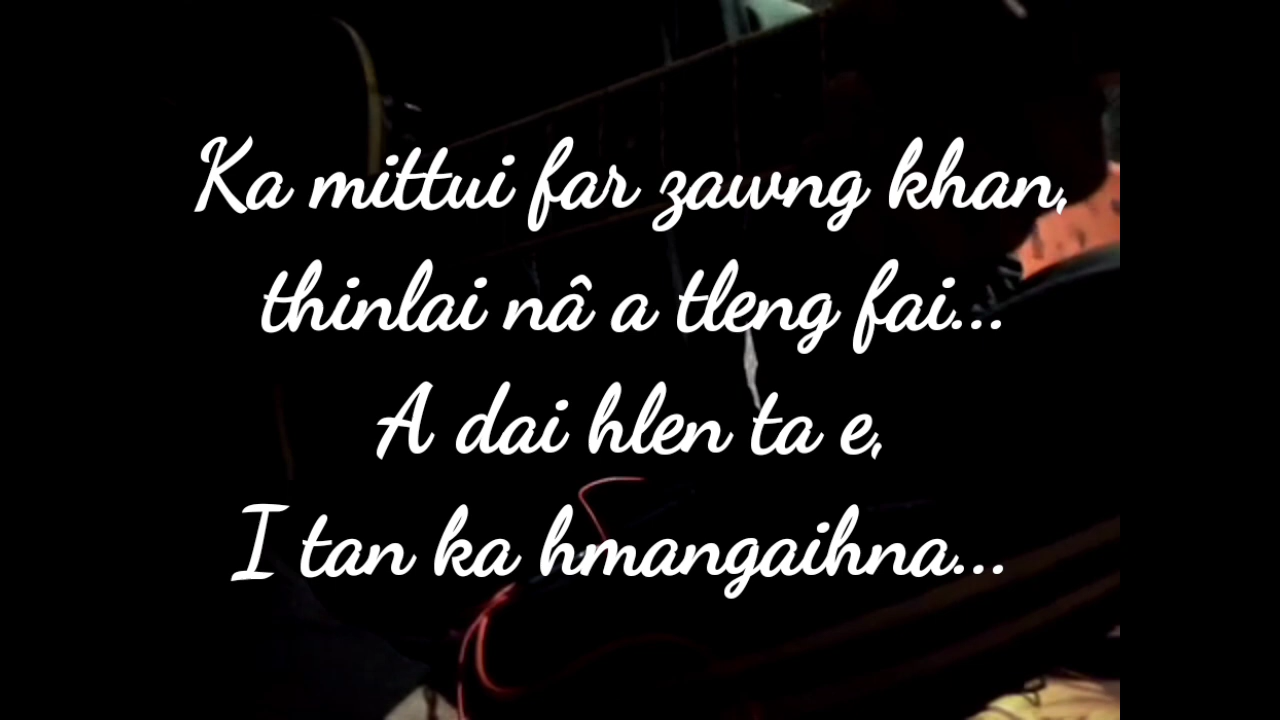 Ka mittui far zawng khan,
thinlai nâ a tleng fai...
A dai hlen ta e,
I tan ka hmangaihna...